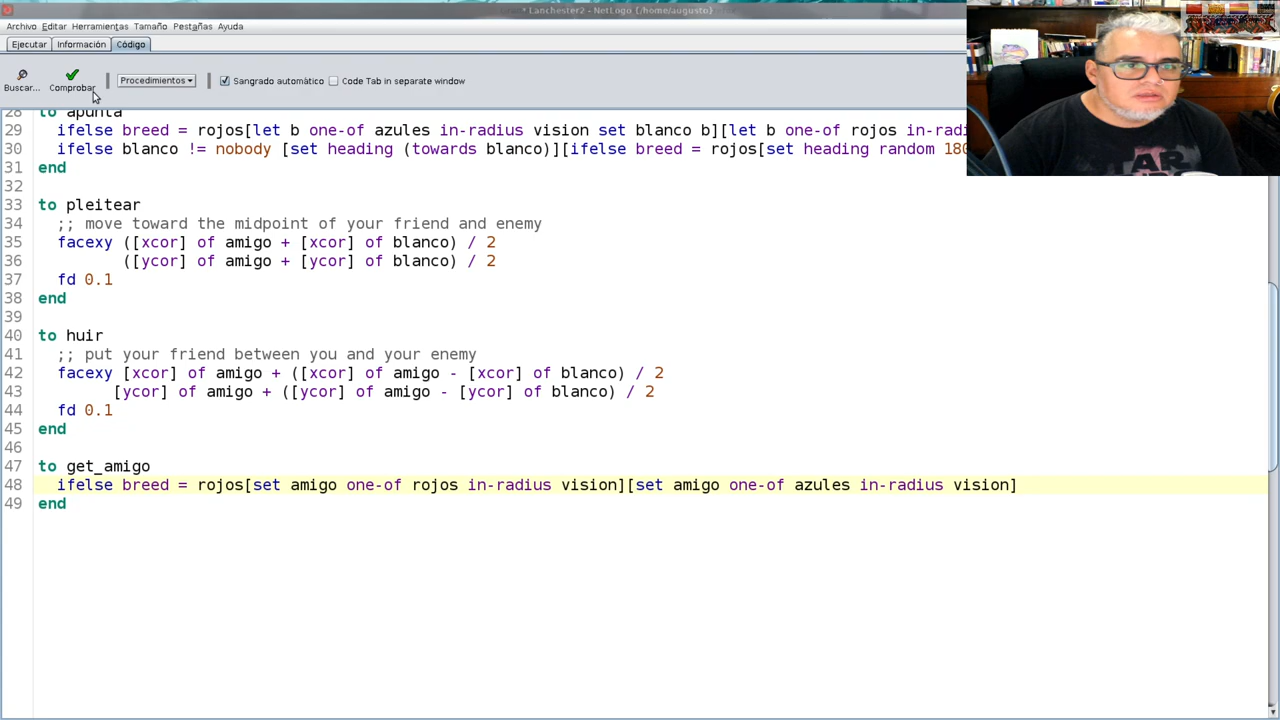 * Lanchester2 - NetLogo {/home/augusto}
Archivo Editar Herramientas Tamaño Pestañas Ayuda
Ejecutar Información Código
Buscar... Comprobar Procedimientos Sangrado automático Code Tab in separate window
28 to apunta
29 ifelse breed = rojos[let b one-of azules in-radius vision set blanco b][let b one-of rojos in-radi
30 ifelse blanco != nobody [set heading (towards blanco)][ifelse breed = rojos[set heading random 180
31 end
32
33 to pleitear
34 ;; move toward the midpoint of your friend and enemy
35 facexy ([xcor] of amigo + [xcor] of blanco) / 2
36 ([ycor] of amigo + [ycor] of blanco) / 2
37 fd 0.1
38 end
39
40 to huir
41 ;; put your friend between you and your enemy
42 facexy [xcor] of amigo + ([xcor] of amigo - [xcor] of blanco) / 2
43 [ycor] of amigo + ([ycor] of amigo - [ycor] of blanco) / 2
44 fd 0.1
45 end
46
47 to get_amigo
48 ifelse breed = rojos[set amigo one-of rojos in-radius vision][set amigo one-of azules in-radius vision]
49 end
STAR
WARS